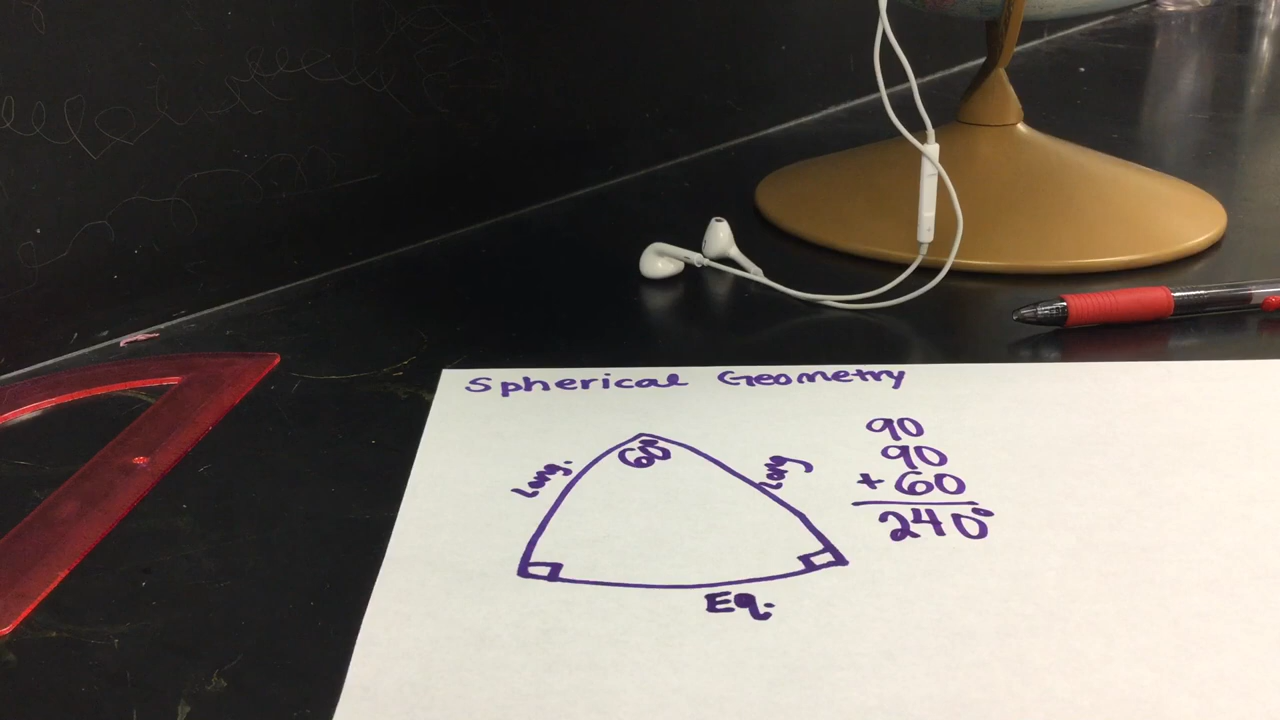 Spherical Geometry
60°
Long.
Long
Eq.
90
90
+ 60
240°